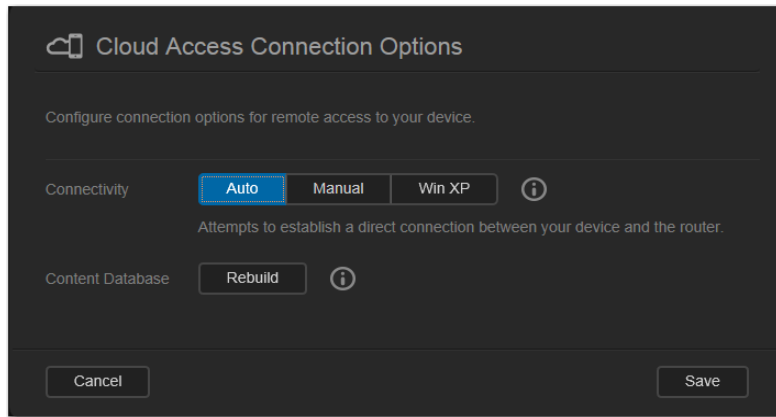 Cloud Access Connection Options
Configure connection options for remote access to your device.
Connectivity Auto Manual Win XP
Attempts to establish a direct connection between your device and the router.
Content Database Rebuild
Cancel Save